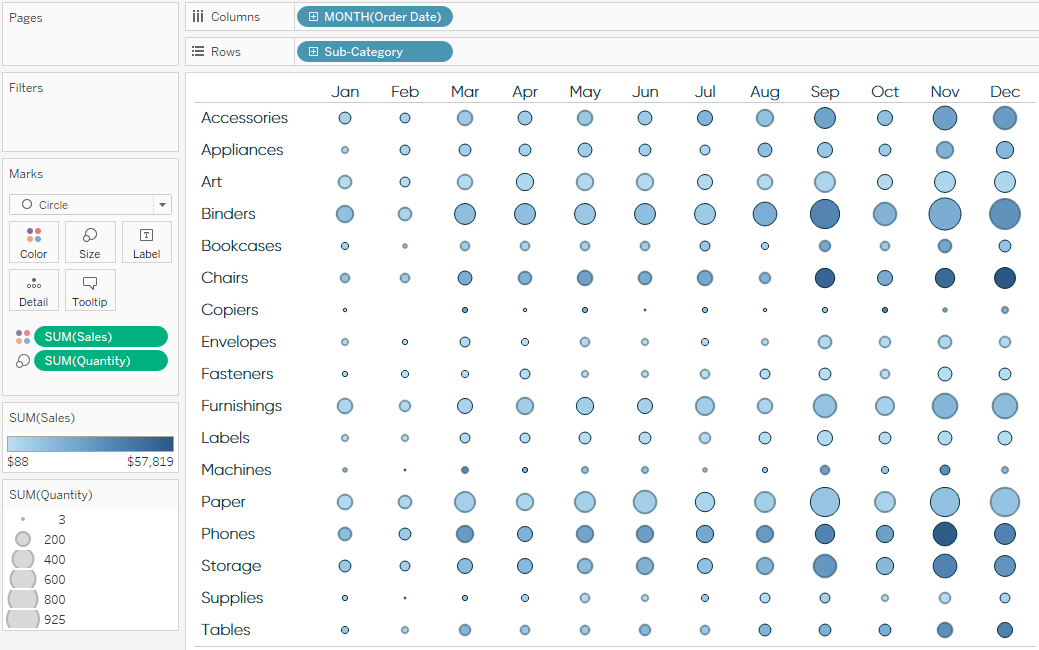 Pages
Columns
MONTH(Order Date)
Rows
Sub-Category
Filters
Marks
Circle
Color
Size
T
Label
Detail
Tooltip
SUM(Sales)
SUM(Quantity)
SUM(Sales)
$88 $57,819
SUM(Quantity)
3
200
400
600
800
925
Jan Feb Mar Apr May Jun Jul Aug Sep Oct Nov Dec
Accessories
Appliances
Art
Binders
Bookcases
Chairs
Copiers
Envelopes
Fasteners
Furnishings
Labels
Machines
Paper
Phones
Storage
Supplies
Tables